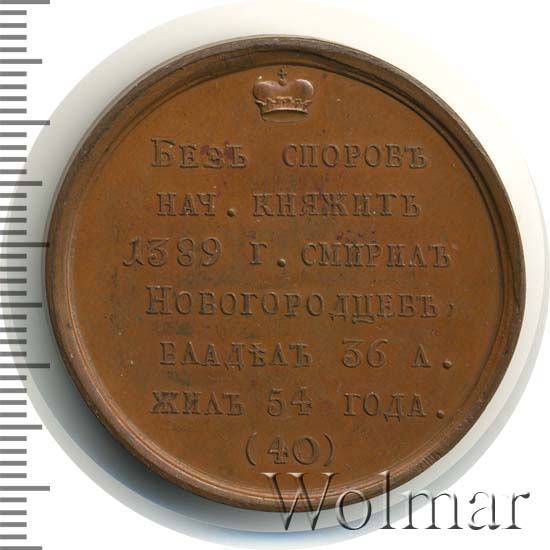 Безъ споровъ
нач. княжить
1389 г. смирилъ
Новогородцевъ,
владѣлъ 36 л.
жилъ 54 года.
(40)
Wolmar